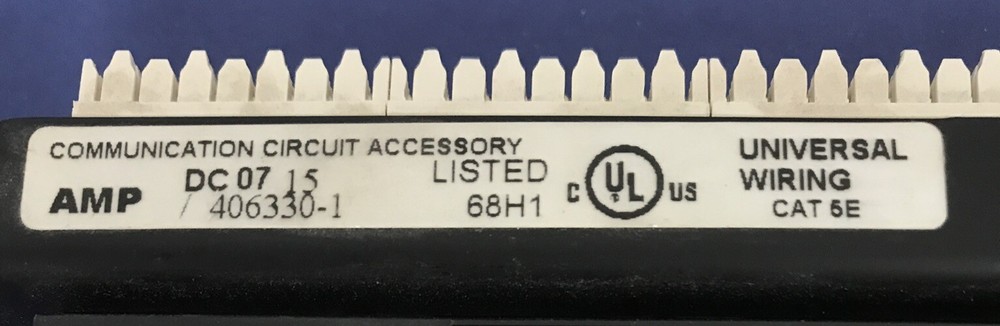 COMMUNICATION CIRCUIT ACCESSORY
AMP
DC 07 15
/ 406330-1
LISTED
68H1
C UL US
UNIVERSAL
WIRING
CAT 5E